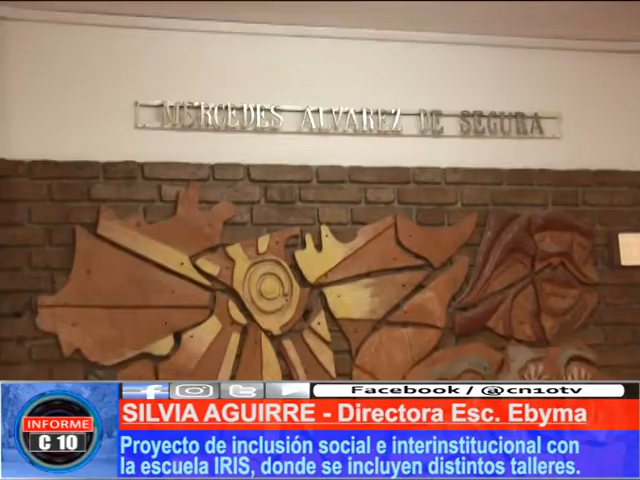 MERCEDES ALVAREZ DE SEGURA
Facebook / @cn10tv
INFORME
C 10
SILVIA AGUIRRE - Directora Esc. Ebyma
Proyecto de inclusión social e interinstitucional con
la escuela IRIS, donde se incluyen distintos talleres.